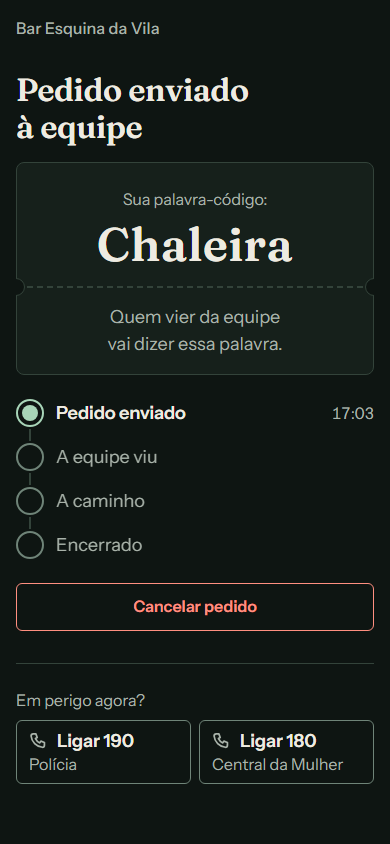 Bar Esquina da Vila
Pedido enviado
à equipe
Sua palavra-código:
Chaleira
Quem vier da equipe
vai dizer essa palavra.
Pedido enviado 17:03
A equipe viu
A caminho
Encerrado
Cancelar pedido
Em perigo agora?
Ligar 190
Polícia
Ligar 180
Central da Mulher